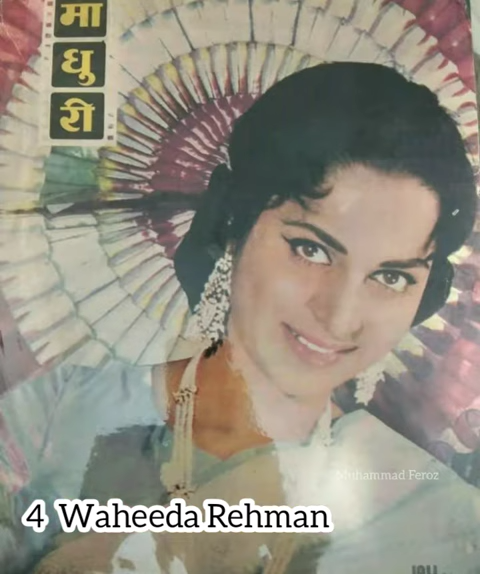 मा
धु
री
Muhammad Feroz
4 Waheeda Rehman